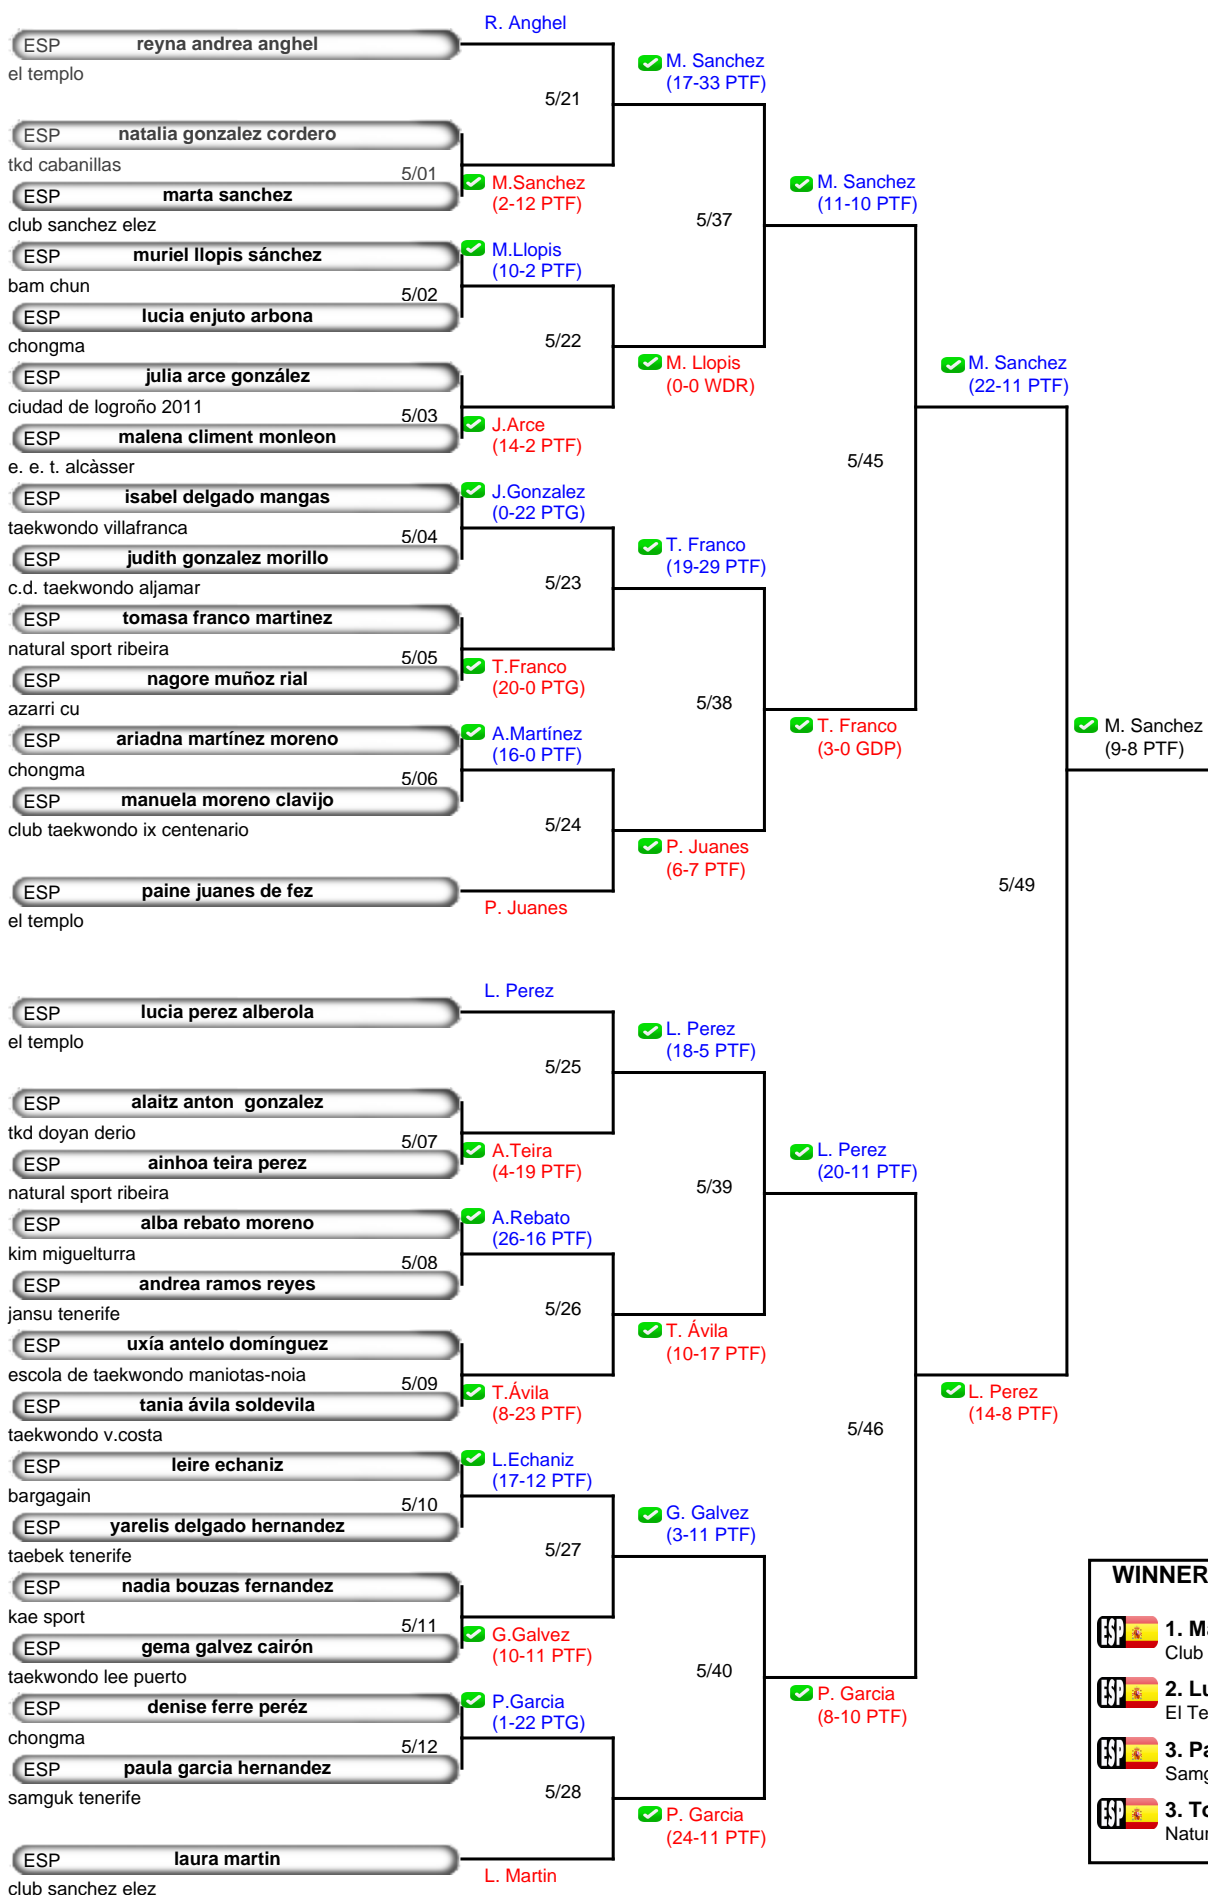 R. Anghel
ESP reyna andrea anghel
el templo
M. Sanchez
(17-33 PTF)
5/21
ESP natalia gonzalez cordero
tkd cabanillas
5/01
ESP marta sanchez
club sanchez elez
M.Sanchez
(2-12 PTF)
M. Sanchez
(11-10 PTF)
5/37
ESP muriel llopis sánchez
bam chun
M.Llopis
(10-2 PTF)
5/02
ESP lucia enjuto arbona
chongma
5/22
M. Llopis
(0-0 WDR)
ESP julia arce gonzález
ciudad de logroño 2011
5/03
ESP malena climent monleon
e. e. t. alcàsser
J.Arce
(14-2 PTF)
M. Sanchez
(22-11 PTF)
5/45
ESP isabel delgado mangas
taekwondo villafranca
J.Gonzalez
(0-22 PTG)
5/04
ESP judith gonzalez morillo
c.d. taekwondo aljamar
T. Franco
(19-29 PTF)
5/23
ESP tomasa franco martinez
natural sport ribeira
5/05
ESP nagore muñoz rial
azarri cu
T.Franco
(20-0 PTG)
5/38
T. Franco
(3-0 GDP)
M. Sanchez
(9-8 PTF)
ESP ariadna martínez moreno
chongma
A.Martínez
(16-0 PTF)
5/06
ESP manuela moreno clavijo
club taekwondo ix centenario
5/24
P. Juanes
(6-7 PTF)
ESP paine juanes de fez
el templo
P. Juanes
5/49
L. Perez
ESP lucia perez alberola
el templo
L. Perez
(18-5 PTF)
5/25
ESP alaitz anton gonzalez
tkd doyan derio
5/07
ESP ainhoa teira perez
natural sport ribeira
A.Teira
(4-19 PTF)
L. Perez
(20-11 PTF)
5/39
ESP alba rebato moreno
kim miguelturra
A.Rebato
(26-16 PTF)
5/08
ESP andrea ramos reyes
jansu tenerife
5/26
T. Ávila
(10-17 PTF)
ESP uxía antelo domínguez
escola de taekwondo maniotas-noia
5/09
ESP tania ávila soldevila
taekwondo v.costa
T.Ávila
(8-23 PTF)
L. Perez
(14-8 PTF)
5/46
ESP leire echaniz
bargagain
L.Echaniz
(17-12 PTF)
5/10
ESP yarelis delgado hernandez
taebek tenerife
G. Galvez
(3-11 PTF)
5/27
ESP nadia bouzas fernandez
kae sport
5/11
ESP gema galvez cairón
taekwondo lee puerto
G.Galvez
(10-11 PTF)
5/40
P. Garcia
(8-10 PTF)
ESP denise ferre peréz
chongma
P.Garcia
(1-22 PTG)
5/12
ESP paula garcia hernandez
samguk tenerife
5/28
P. Garcia
(24-11 PTF)
ESP laura martin
club sanchez elez
L. Martin
WINNER
ESP 1. Ma
Club
ESP 2. Lu
El Te
ESP 3. Pa
Samg
ESP 3. To
Natur